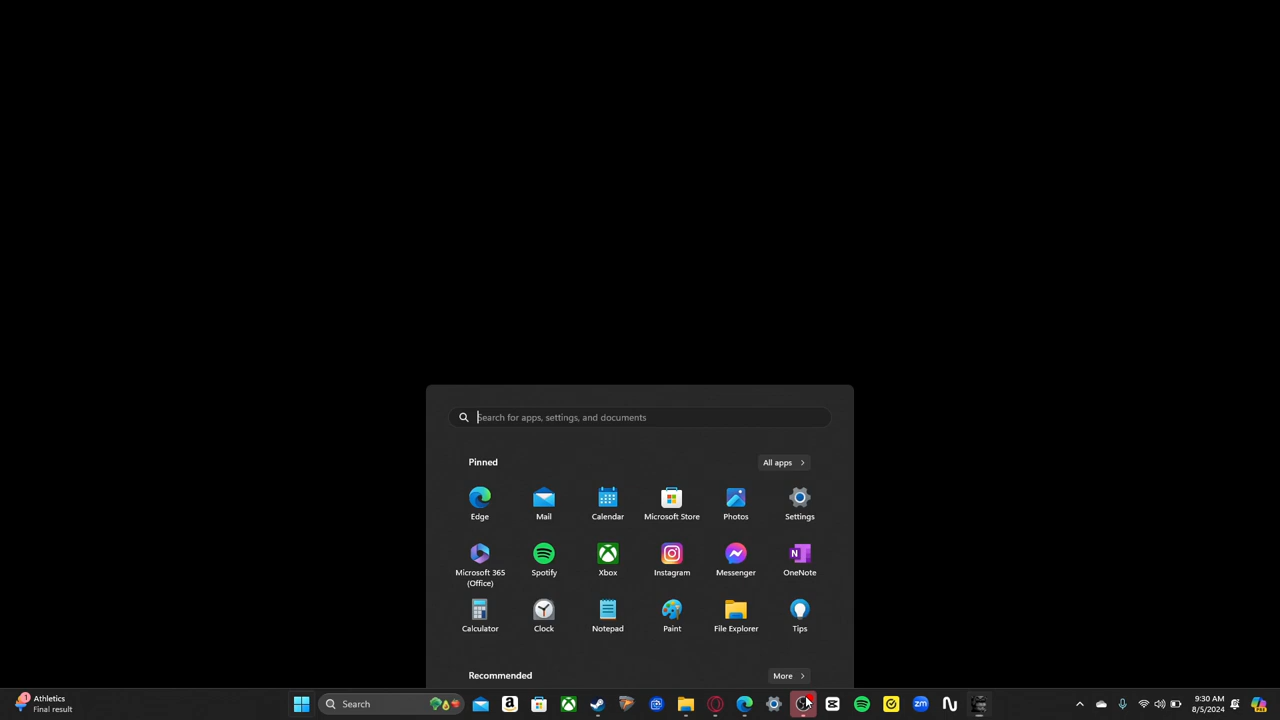 Search for apps, settings, and documents
Pinned
All apps
Edge
Mail
Calendar
Microsoft Store
Photos
Settings
Microsoft 365
(Office)
Spotify
Xbox
Instagram
Messenger
OneNote
Calculator
Clock
Notepad
Paint
File Explorer
Tips
Recommended
More
1
Athletics
Final result
Search
zm
9:30 AM
8/5/2024